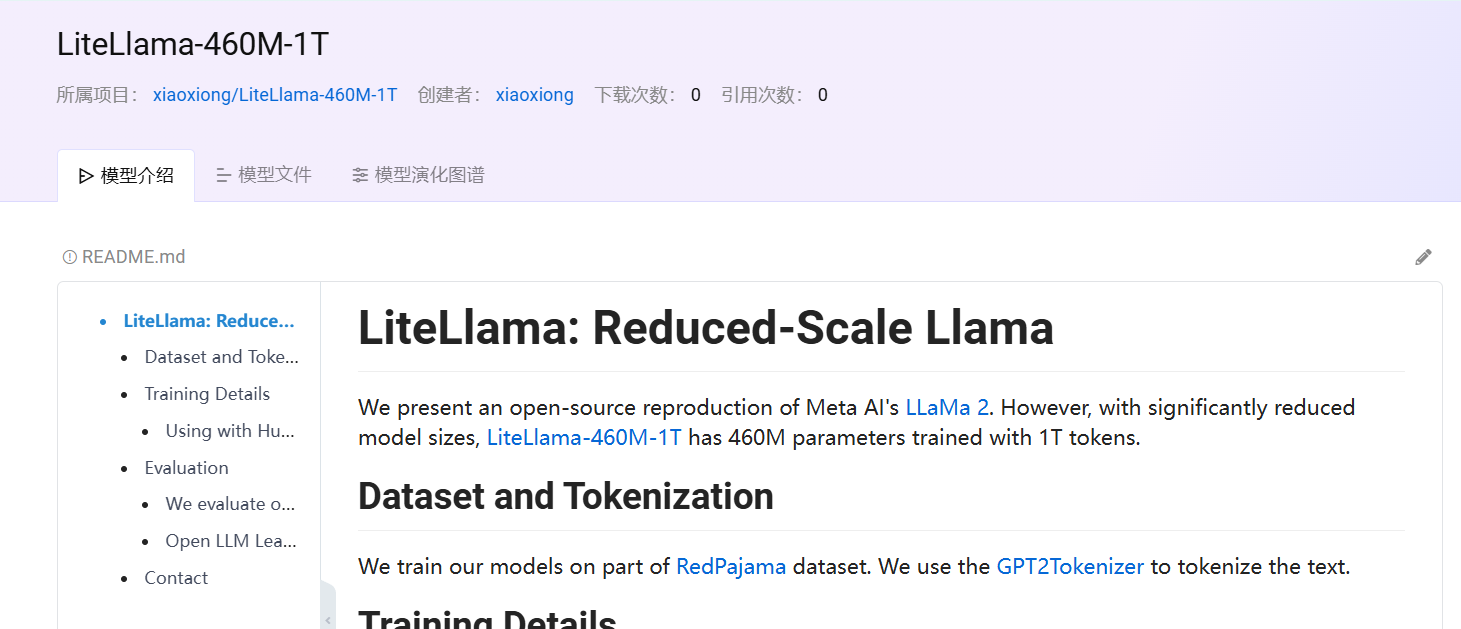 LiteLlama-460M-1T
所属项目： xiaoxiong/LiteLlama-460M-1T 创建者： xiaoxiong 下载次数： 0 引用次数： 0
模型介绍 模型文件 模型演化图谱
README.md
LiteLlama: Reduce...
Dataset and Toke...
Training Details
Using with Hu...
Evaluation
We evaluate o...
Open LLM Lea...
Contact
LiteLlama: Reduced-Scale Llama
We present an open-source reproduction of Meta AI's LLaMa 2. However, with significantly reduced
model sizes, LiteLlama-460M-1T has 460M parameters trained with 1T tokens.
Dataset and Tokenization
We train our models on part of RedPajama dataset. We use the GPT2Tokenizer to tokenize the text.
Training Details